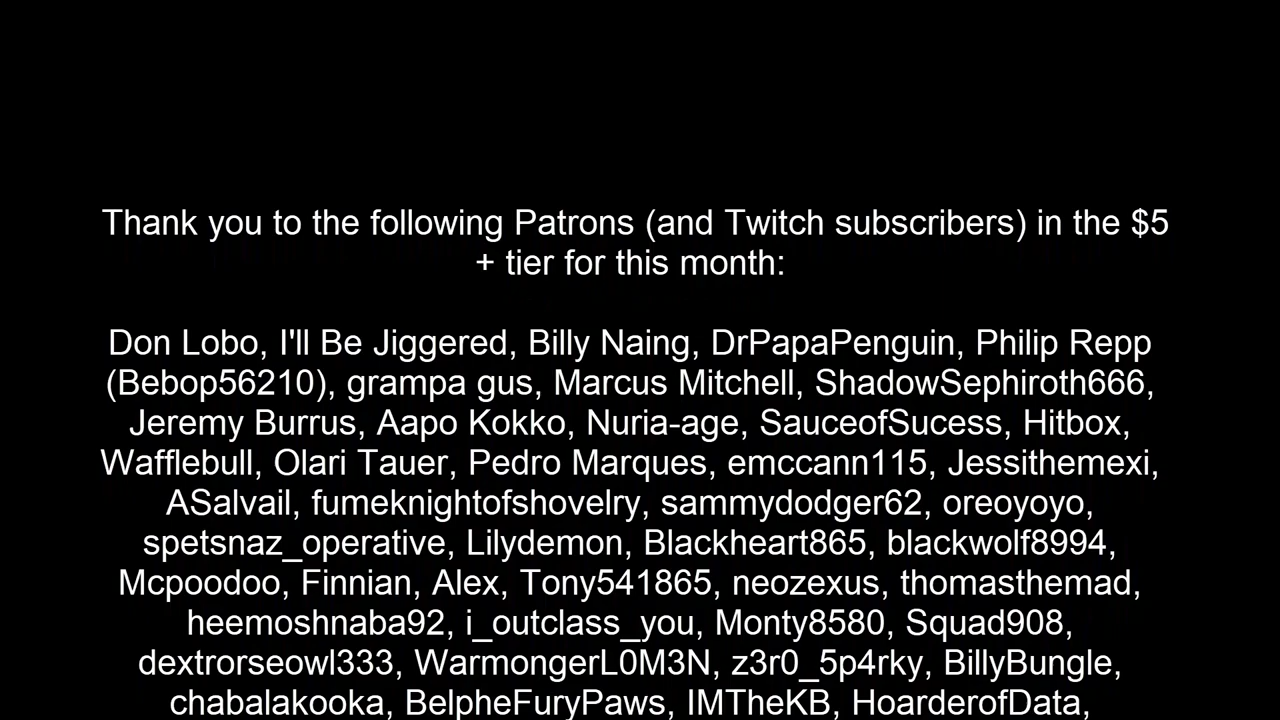 Thank you to the following Patrons (and Twitch subscribers) in the $5
+ tier for this month:
Don Lobo, I'll Be Jiggered, Billy Naing, DrPapaPenguin, Philip Repp
(Bebop56210), grampa gus, Marcus Mitchell, ShadowSephiroth666,
Jeremy Burrus, Aapo Kokko, Nuria-age, SauceofSucess, Hitbox,
Wafflebull, Olari Tauer, Pedro Marques, emccann115, Jessithemexi,
ASalvail, fumeknightofshovelry, sammydodger62, oreoyoyo,
spetsnaz_operative, Lilydemon, Blackheart865, blackwolf8994,
Mcpoodoo, Finnian, Alex, Tony541865, neozexus, thomasthemad,
heemoshnaba92, i_outclass_you, Monty8580, Squad908,
dextrorseowl333, WarmongerL0M3N, z3r0_5p4rky, BillyBungle,
chabalakooka, BelpheFuryPaws, IMTheKB, HoarderofData,